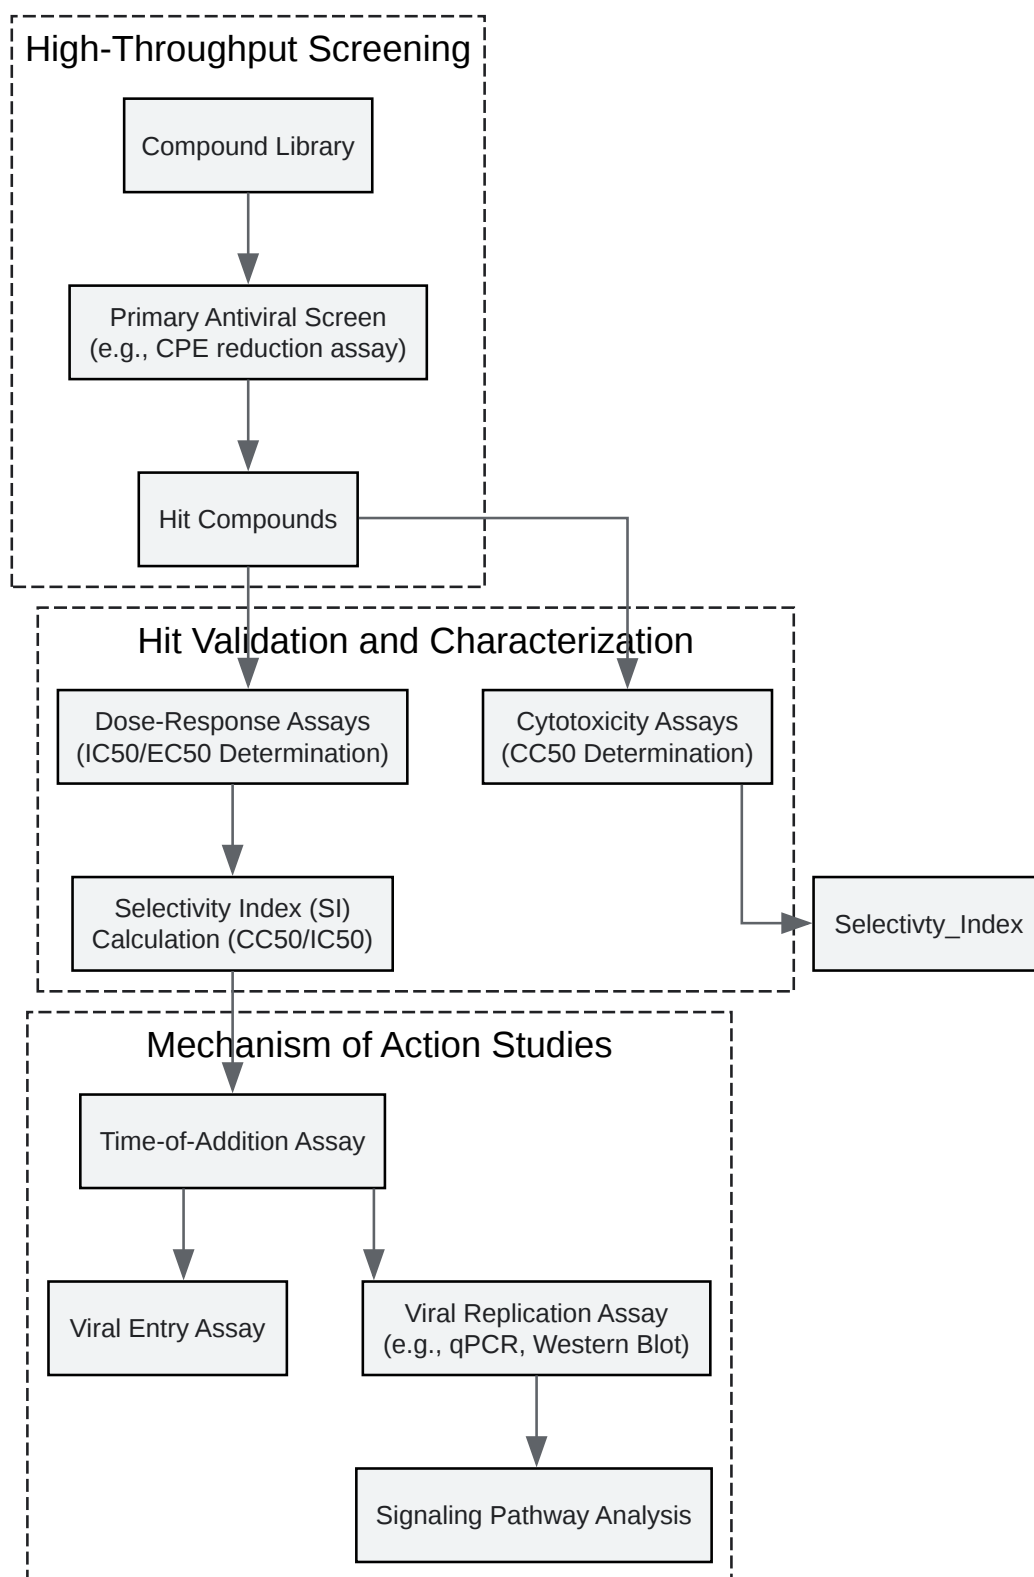 High-Throughput Screening
Compound Library
Primary Antiviral Screen
(e.g., CPE reduction assay)
Hit Compounds
Hit Validation and Characterization
Dose-Response Assays
(IC50/EC50 Determination)
Cytotoxicity Assays
(CC50 Determination)
Selectivity Index (SI)
Calculation (CC50/IC50)
Selectivty_Index
Mechanism of Action Studies
Time-of-Addition Assay
Viral Entry Assay
Viral Replication Assay
(e.g., qPCR, Western Blot)
Signaling Pathway Analysis